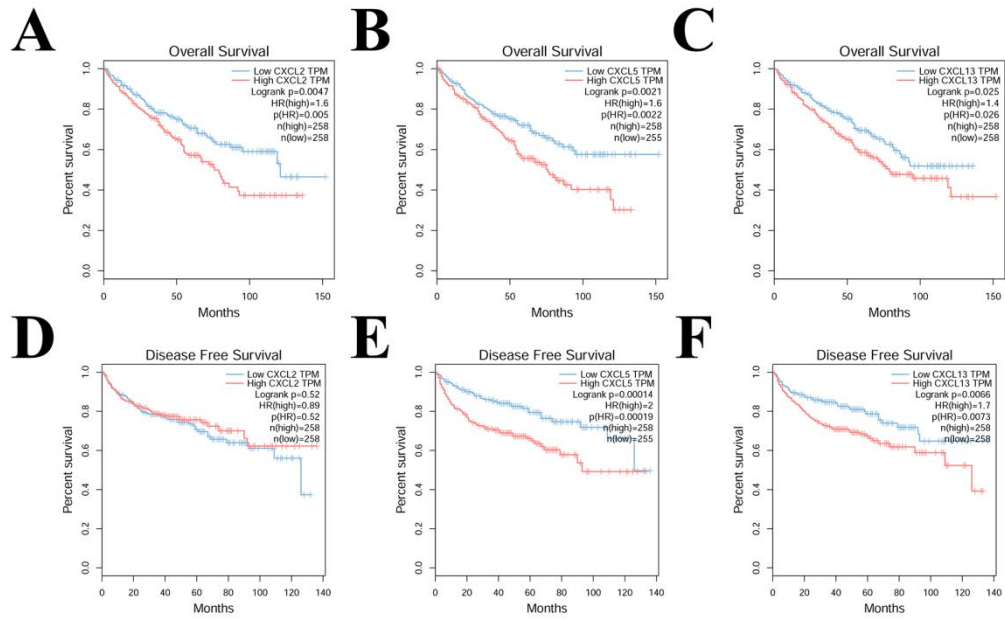 A
Overall Survival
Low CXCL2 TPM
High CXCL2 TPM
Logrank p=0.0047
HR(high)=1.6
p(HR)=0.005
n(high)=258
n(low)=258
Percent survival
0.0 0.2 0.4 0.6 0.8 1.0
0 50 100 150
Months
B
Overall Survival
Low CXCL5 TPM
High CXCL5 TPM
Logrank p=0.0021
HR(high)=1.6
p(HR)=0.0022
n(high)=258
n(low)=255
Percent survival
0.0 0.2 0.4 0.6 0.8 1.0
0 50 100 150
Months
C
Overall Survival
Low CXCL13 TPM
High CXCL13 TPM
Logrank p=0.025
HR(high)=1.4
p(HR)=0.026
n(high)=258
n(low)=258
Percent survival
0.0 0.2 0.4 0.6 0.8 1.0
0 50 100 150
Months
D
Disease Free Survival
Low CXCL2 TPM
High CXCL2 TPM
Logrank p=0.52
HR(high)=0.89
p(HR)=0.52
n(high)=258
n(low)=258
Percent survival
0.0 0.2 0.4 0.6 0.8 1.0
0 20 40 60 80 100 120 140
Months
E
Disease Free Survival
Low CXCL5 TPM
High CXCL5 TPM
Logrank p=0.00014
HR(high)=2
p(HR)=0.00019
n(high)=258
n(low)=255
Percent survival
0.0 0.2 0.4 0.6 0.8 1.0
0 20 40 60 80 100 120 140
Months
F
Disease Free Survival
Low CXCL13 TPM
High CXCL13 TPM
Logrank p=0.0066
HR(high)=1.7
p(HR)=0.0073
n(high)=258
n(low)=258
Percent survival
0.0 0.2 0.4 0.6 0.8 1.0
0 20 40 60 80 100 120 140
Months